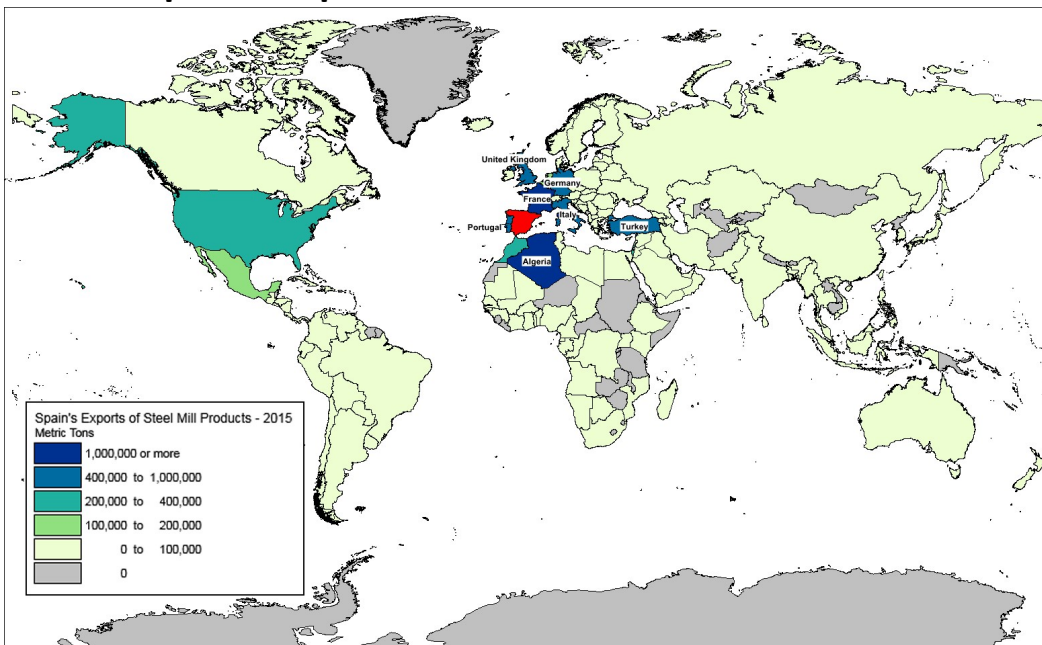 United Kingdom
Germany
France
Italy
Portugal
Turkey
Algeria
Spain's Exports of Steel Mill Products - 2015
Metric Tons
1,000,000 or more
400,000 to 1,000,000
200,000 to 400,000
100,000 to 200,000
0 to 100,000
0